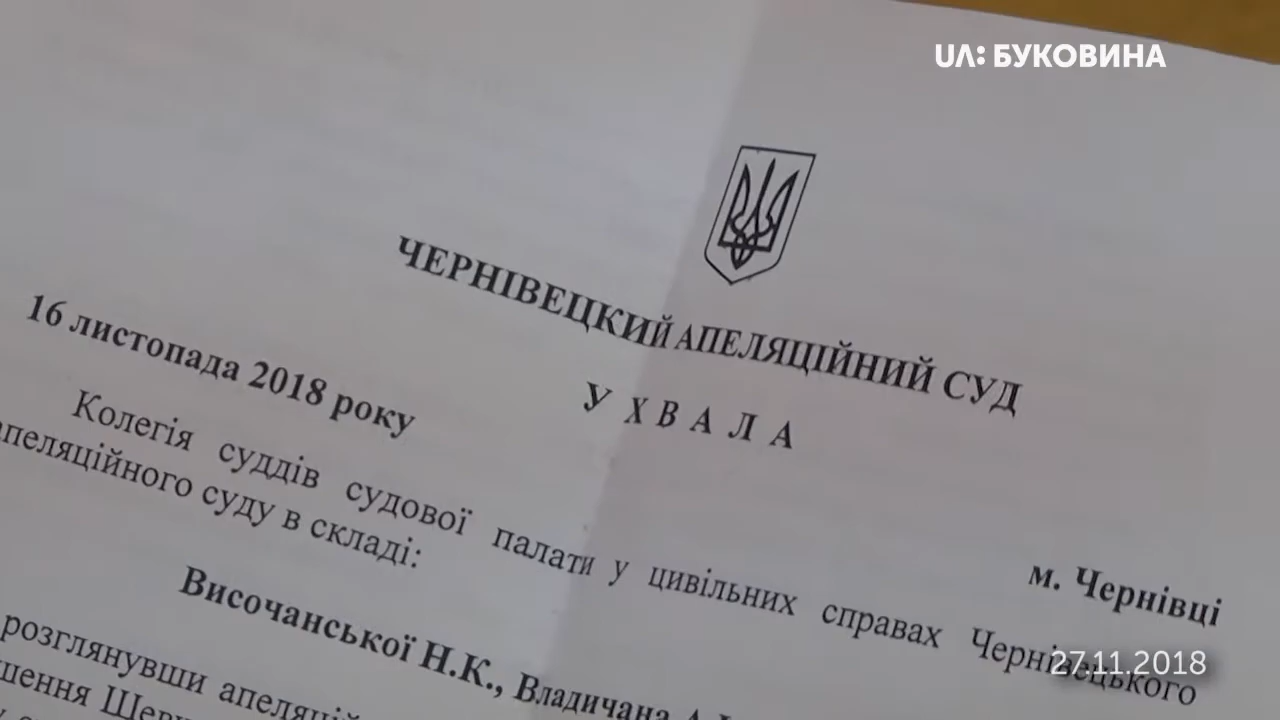 UA: БУКОВИНА
ЧЕРНІВЕЦКИЙ АПЕЛЯЦІЙНИЙ СУД
У Х В А Л А
16 листопада 2018 року
м. Чернівці
Колегія суддів судової палати у цивільних справах Чернівецького
апеляційного суду в складі:
Височанської Н.К., Владичана
розглянувши
27.11.2018